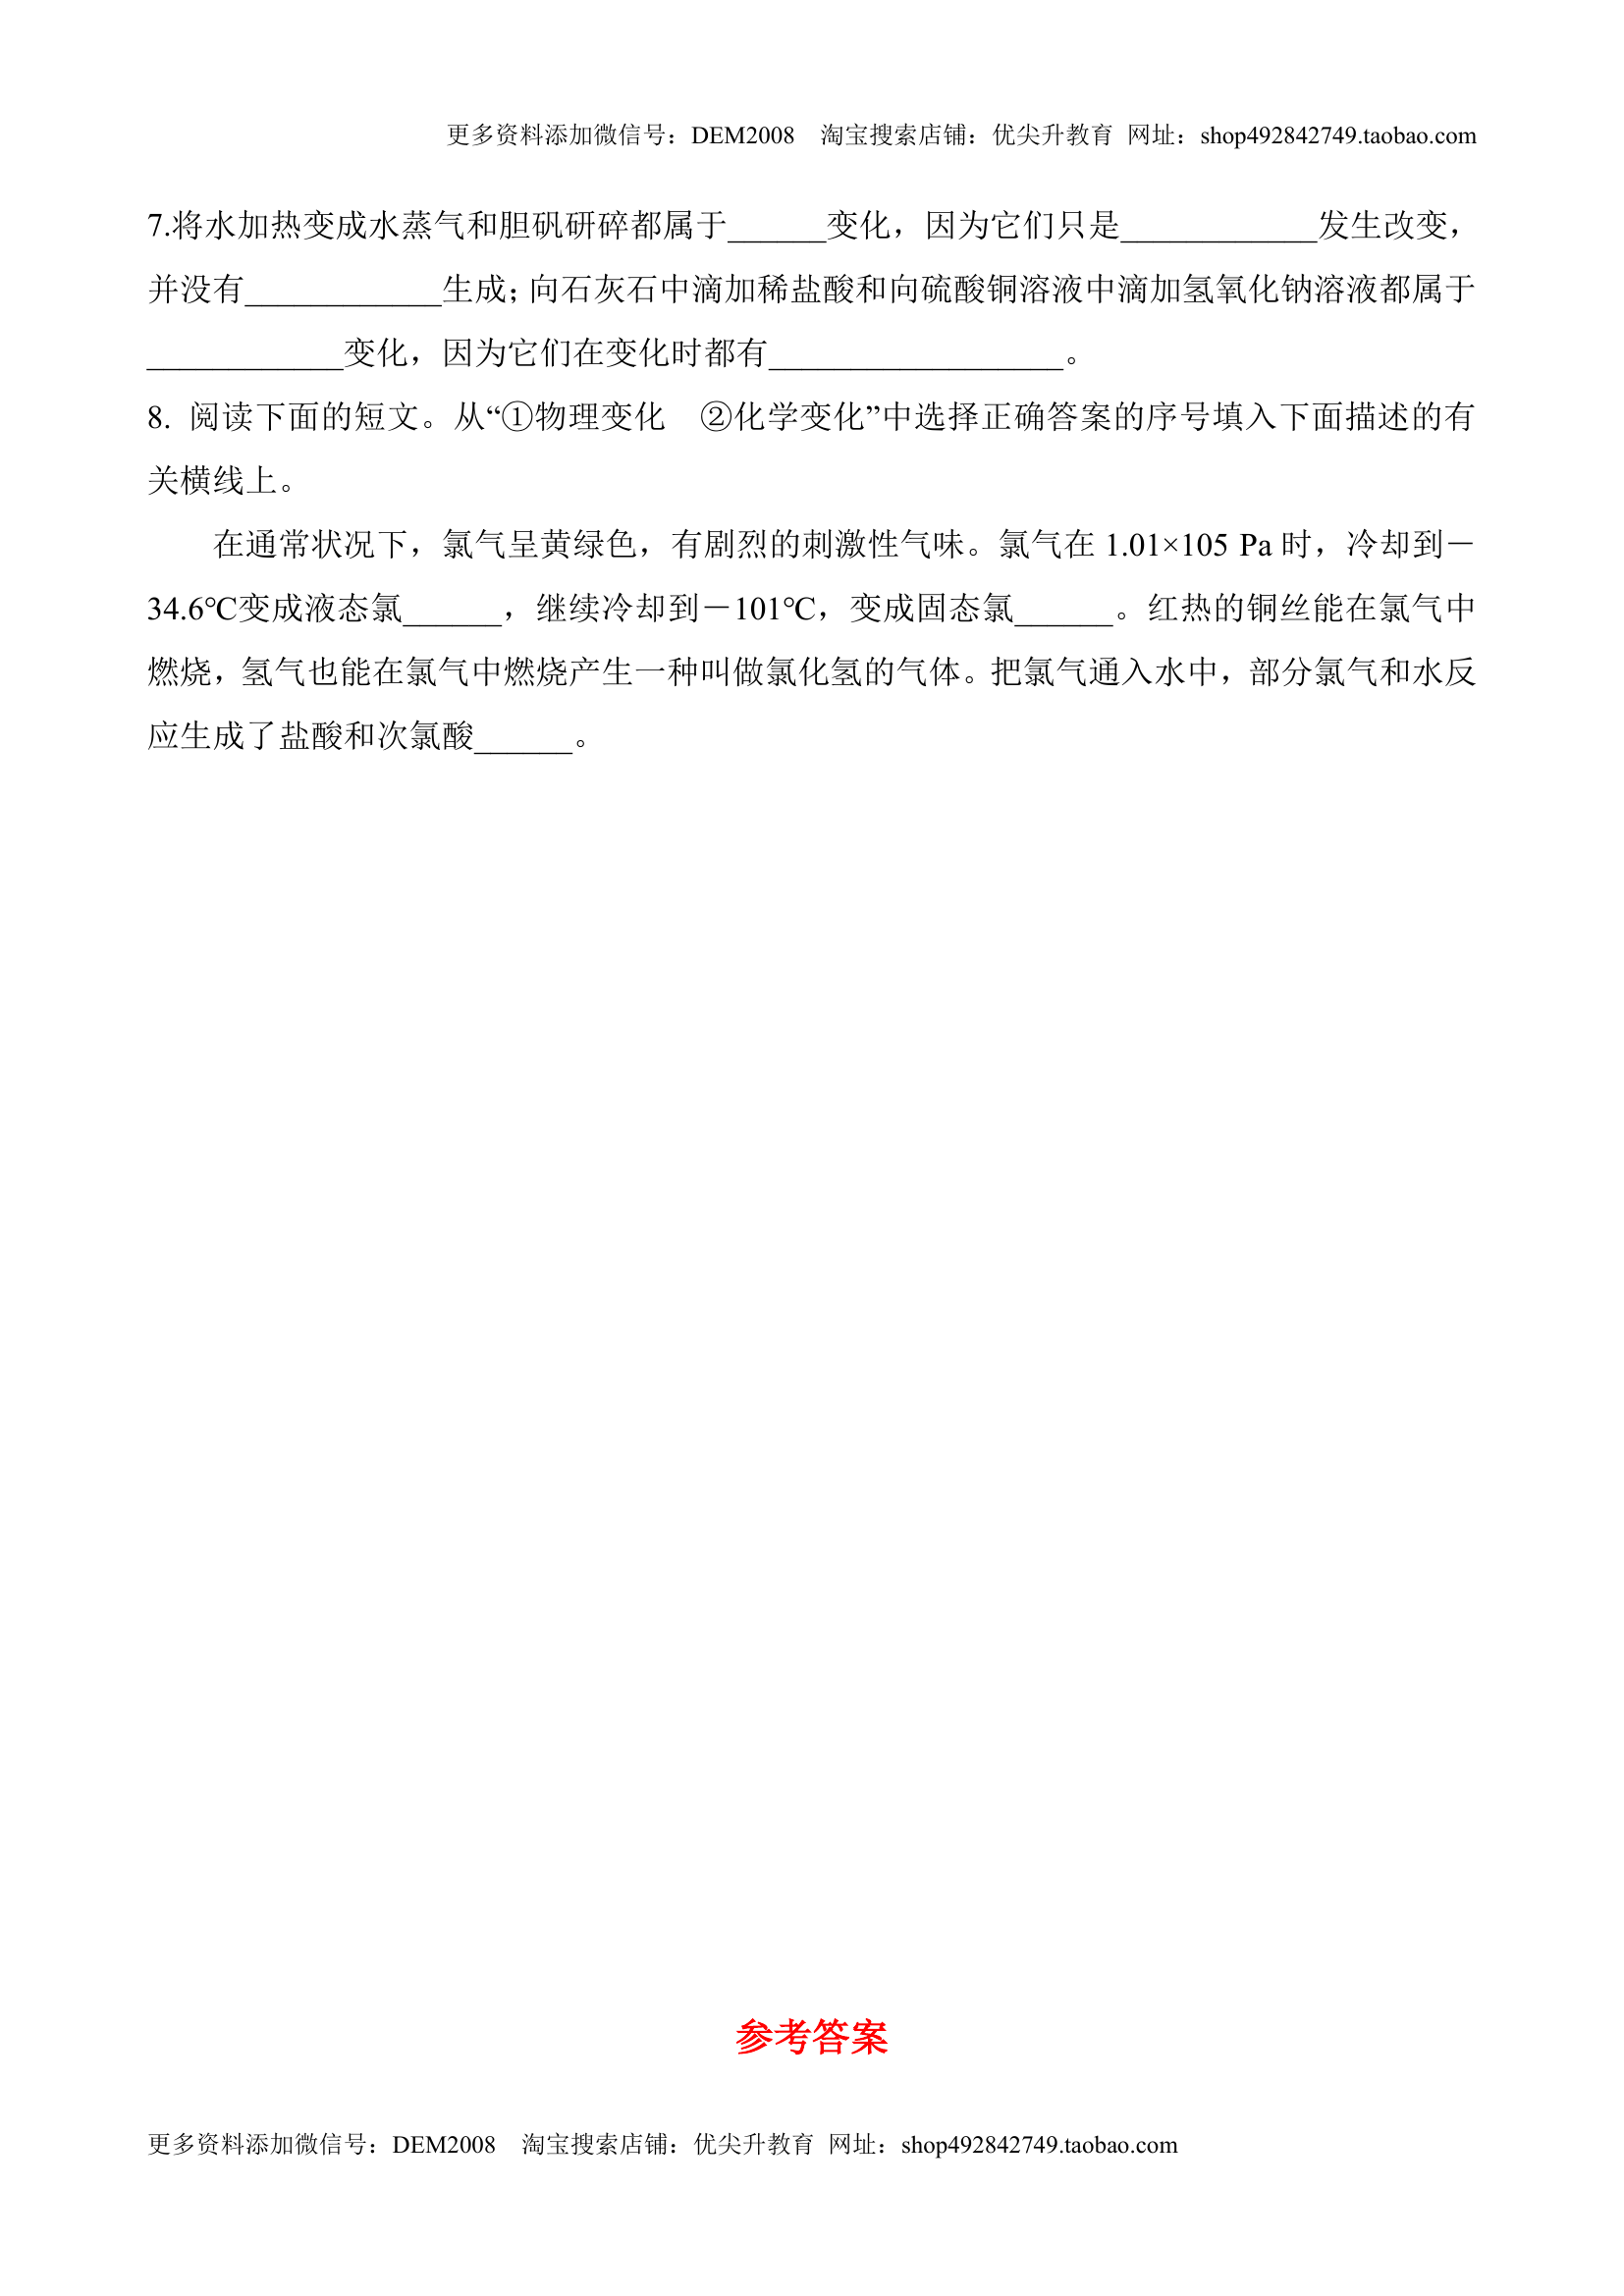 更多资料添加微信号：DEM2008　淘宝搜索店铺：优尖升教育 网址：shop492842749.taobao.com
7.将水加热变成水蒸气和胆矾研碎都属于______变化，因为它们只是____________发生改变，
并没有____________生成；向石灰石中滴加稀盐酸和向硫酸铜溶液中滴加氢氧化钠溶液都属于
____________变化，因为它们在变化时都有__________________。
8. 阅读下面的短文。从“①物理变化　②化学变化”中选择正确答案的序号填入下面描述的有
关横线上。
在通常状况下，氯气呈黄绿色，有剧烈的刺激性气味。氯气在 1.01×105 Pa 时，冷却到－
34.6℃变成液态氯______，继续冷却到－101℃，变成固态氯______。红热的铜丝能在氯气中
燃烧，氢气也能在氯气中燃烧产生一种叫做氯化氢的气体。把氯气通入水中，部分氯气和水反
应生成了盐酸和次氯酸______。
参考答案
更多资料添加微信号：DEM2008　淘宝搜索店铺：优尖升教育 网址：shop492842749.taobao.com